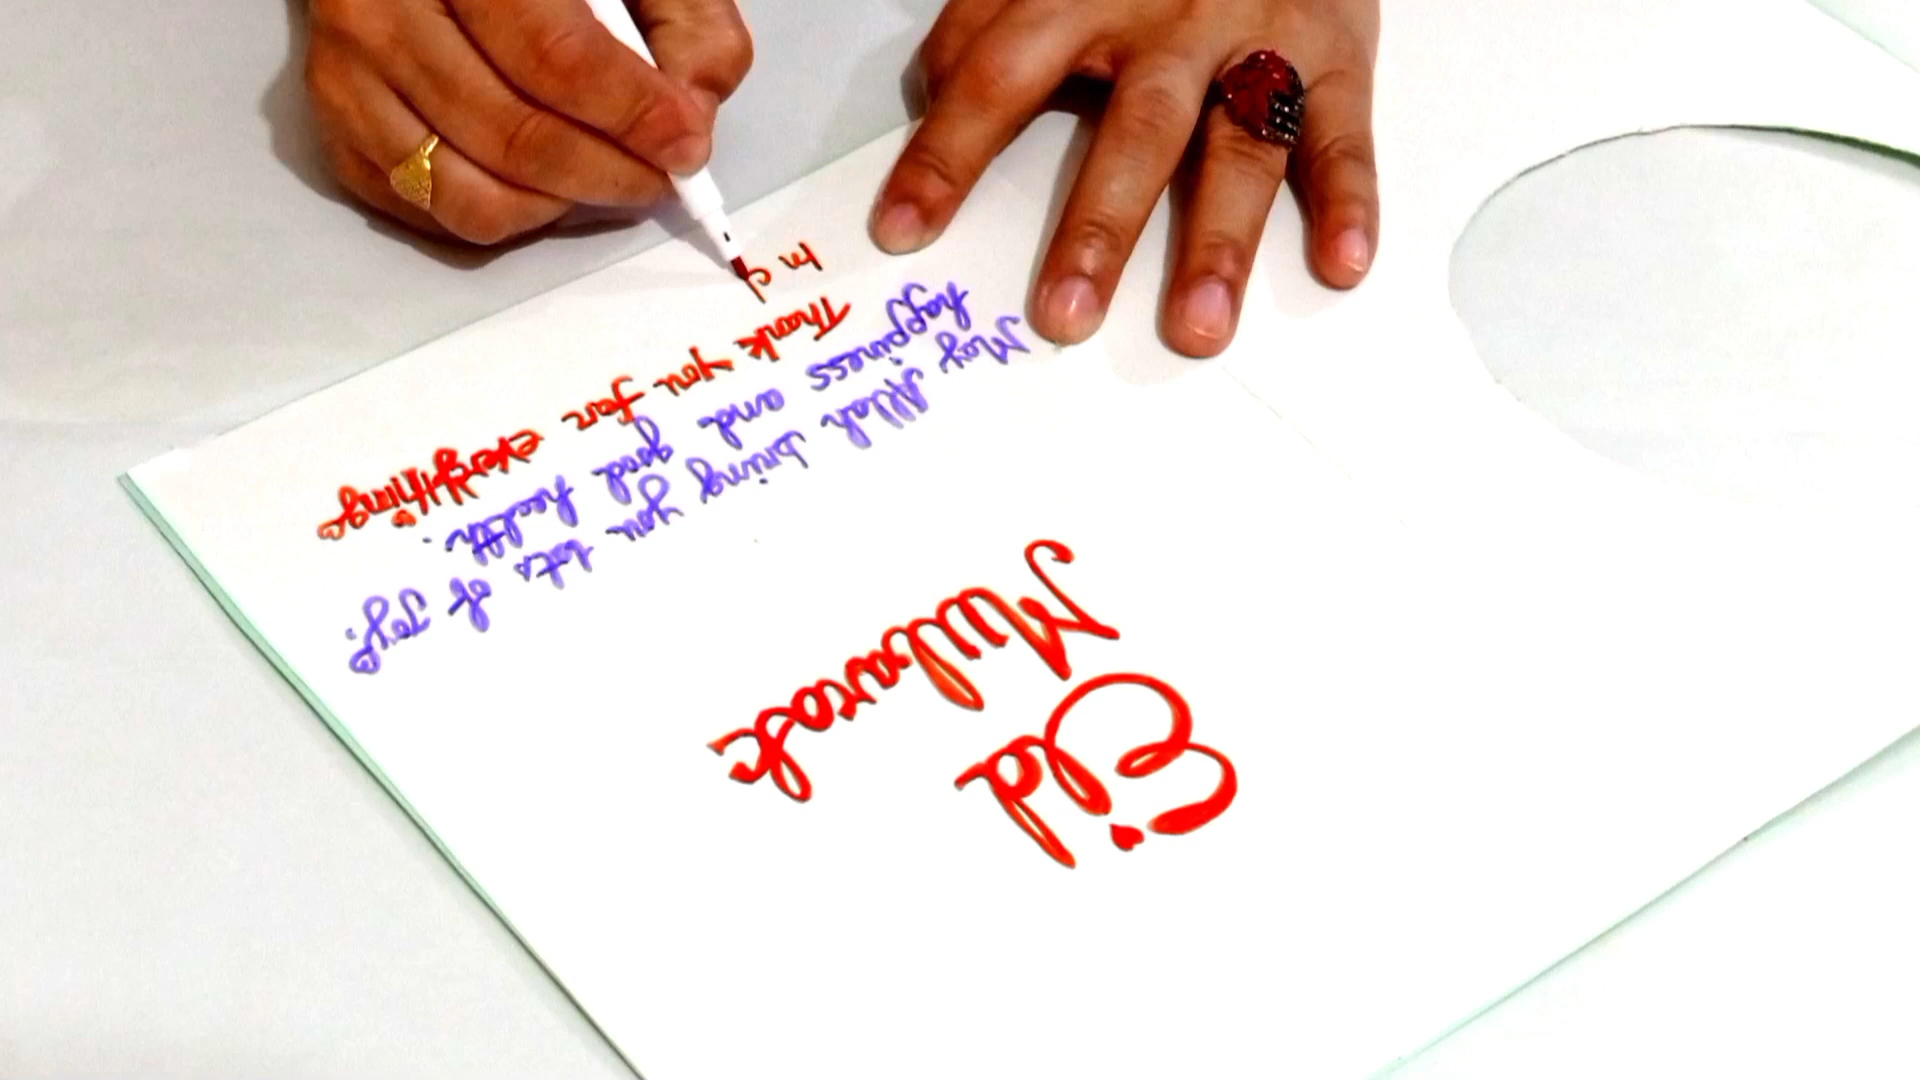 Eid
Mubarak
May Allah bring you lots of Joy.
happiness and good health.
Thank you for everything